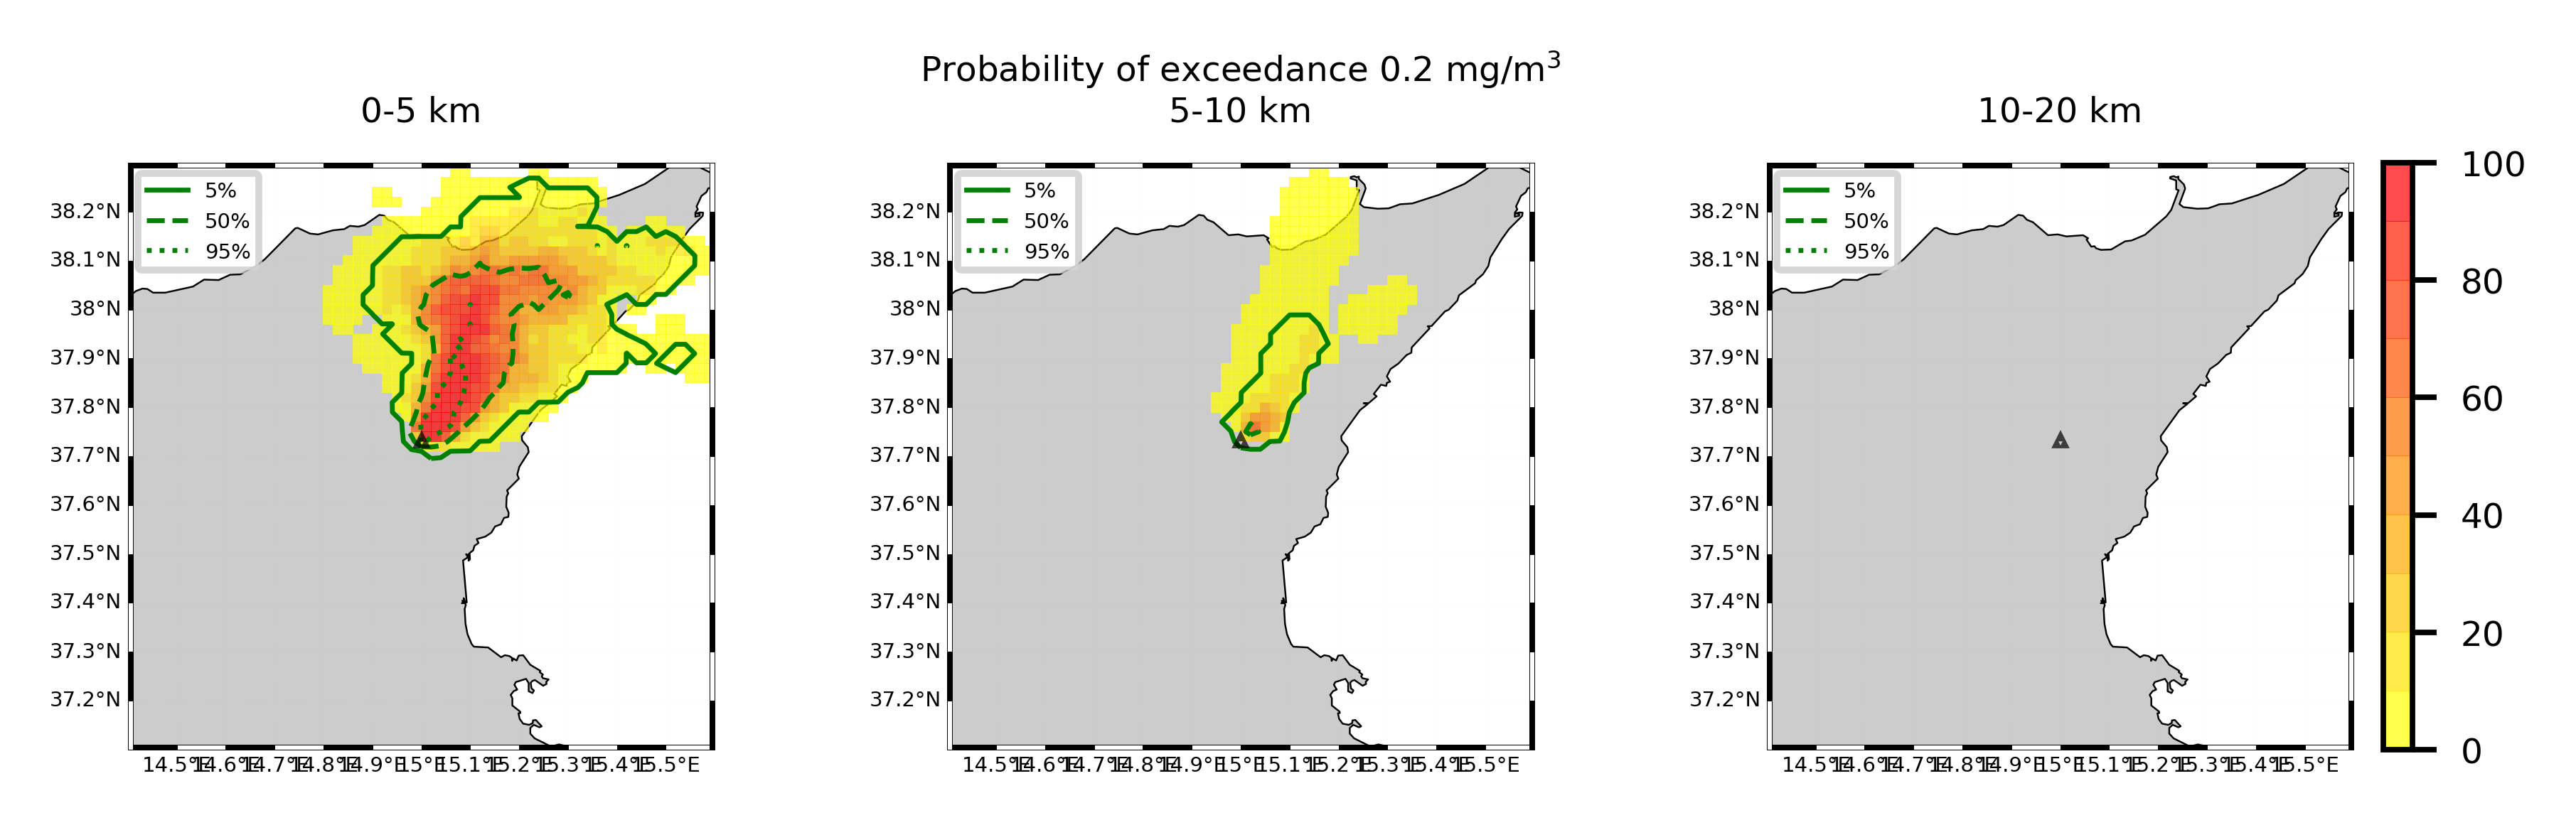 Probability of exceedance 0.2 mg/m³
0-5 km
5%
50%
95%
38.2°N
38.1°N
38°N
37.9°N
37.8°N
37.7°N
37.6°N
37.5°N
37.4°N
37.3°N
37.2°N
14.5°E 14.6°E 14.7°E 14.8°E 14.9°E 15°E 15.1°E 15.2°E 15.3°E 15.4°E 15.5°E
5-10 km
5%
50%
95%
38.2°N
38.1°N
38°N
37.9°N
37.8°N
37.7°N
37.6°N
37.5°N
37.4°N
37.3°N
37.2°N
14.5°E 14.6°E 14.7°E 14.8°E 14.9°E 15°E 15.1°E 15.2°E 15.3°E 15.4°E 15.5°E
10-20 km
5%
50%
95%
38.2°N
38.1°N
38°N
37.9°N
37.8°N
37.7°N
37.6°N
37.5°N
37.4°N
37.3°N
37.2°N
14.5°E 14.6°E 14.7°E 14.8°E 14.9°E 15°E 15.1°E 15.2°E 15.3°E 15.4°E 15.5°E
100
80
60
40
20
0